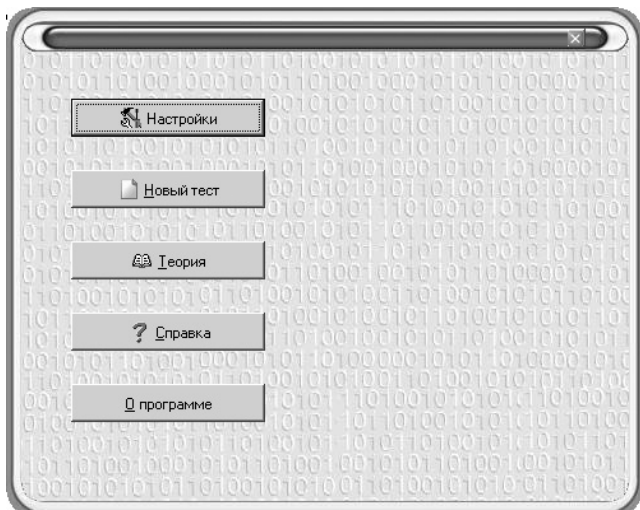 Настройки
Новый тест
Теория
Справка
О программе